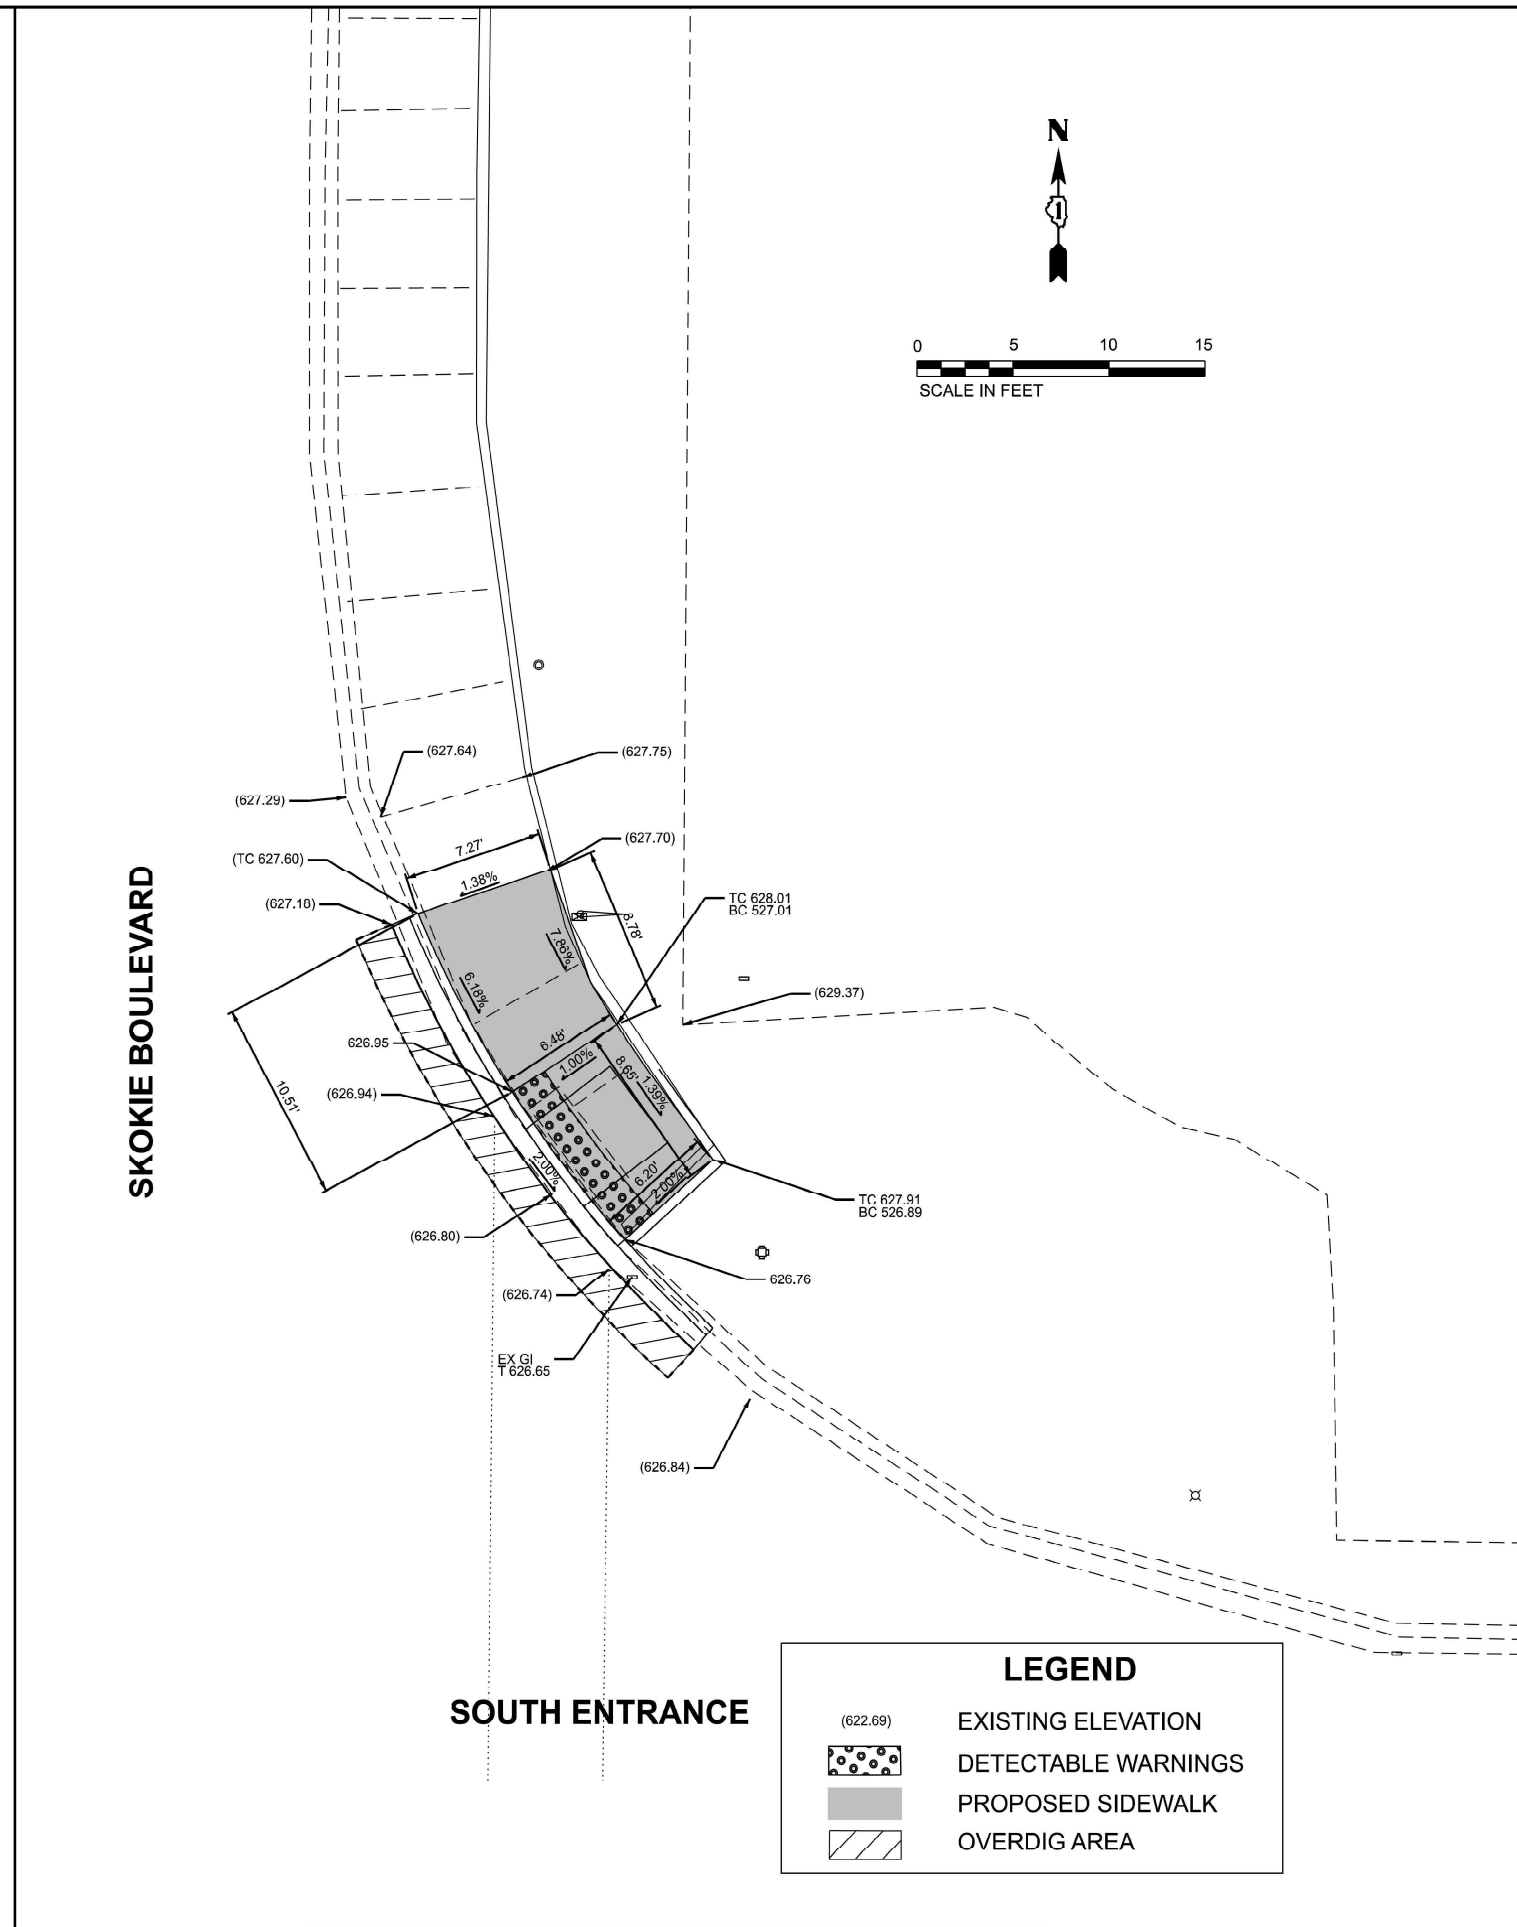 N
1
0 5 10 15
SCALE IN FEET
(627.64)
(627.75)
(627.29)
7.27'
(627.70)
(TC 627.60)
1.38%
TC 628.01
BC 527.01
(627.18)
8.78'
7.86%
6.18%
(629.37)
SKOKIE BOULEVARD
6.48'
626.95
1.00%
8.65'
1.39%
(626.94)
10.51'
2.00%
6.20'
2.00%
TC 627.91
BC 526.89
(626.80)
626.76
(626.74)
EX GI
T 626.65
(626.84)
SOUTH ENTRANCE
LEGEND
(622.69) EXISTING ELEVATION
DETECTABLE WARNINGS
PROPOSED SIDEWALK
OVERDIG AREA